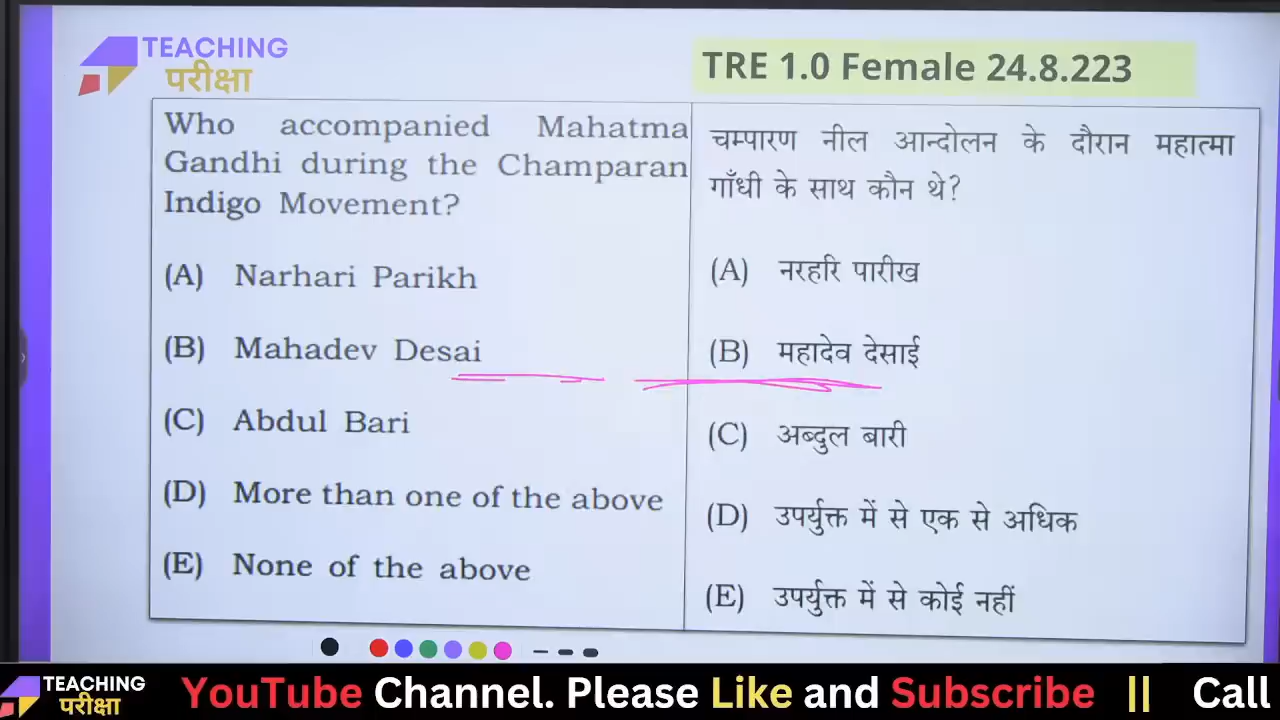 TEACHING
परीक्षा
TRE 1.0 Female 24.8.223
Who accompanied Mahatma
Gandhi during the Champaran
Indigo Movement?
(A) Narhari Parikh
(B) Mahadev Desai
(C) Abdul Bari
(D) More than one of the above
(E) None of the above
चम्पारण नील आन्दोलन के दौरान महात्मा
गाँधी के साथ कौन थे?
(A) नरहरि पारीख
(B) महादेव देसाई
(C) अब्दुल बारी
(D) उपर्युक्त में से एक से अधिक
(E) उपर्युक्त में से कोई नहीं
TEACHING
परीक्षा
YouTube Channel. Please Like and Subscribe || Call